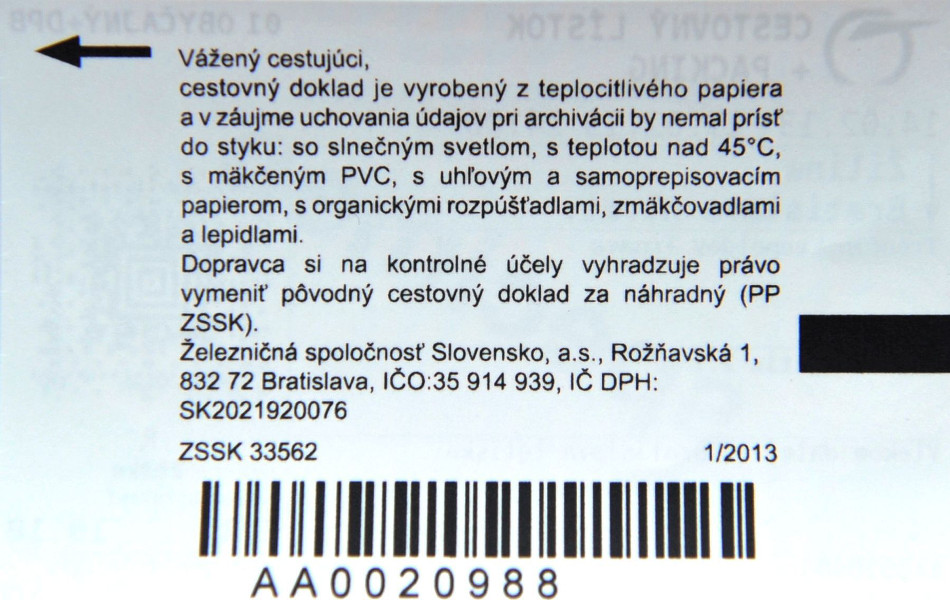 Vážený cestujúci,
cestovný doklad je vyrobený z teplocitlivého papiera
a v záujme uchovania údajov pri archivácii by nemal prísť
do styku: so slnečným svetlom, s teplotou nad 45°C,
s mäkčeným PVC, s uhľovým a samoprepisovacím
papierom, s organickými rozpúšťadlami, zmäkčovadlami
a lepidlami.
Dopravca si na kontrolné účely vyhradzuje právo
vymeniť pôvodný cestovný doklad za náhradný (PP
ZSSK).
Železničná spoločnosť Slovensko, a.s., Rožňavská 1,
832 72 Bratislava, IČO:35 914 939, IČ DPH:
SK2021920076
ZSSK 33562 1/2013
AA0020988